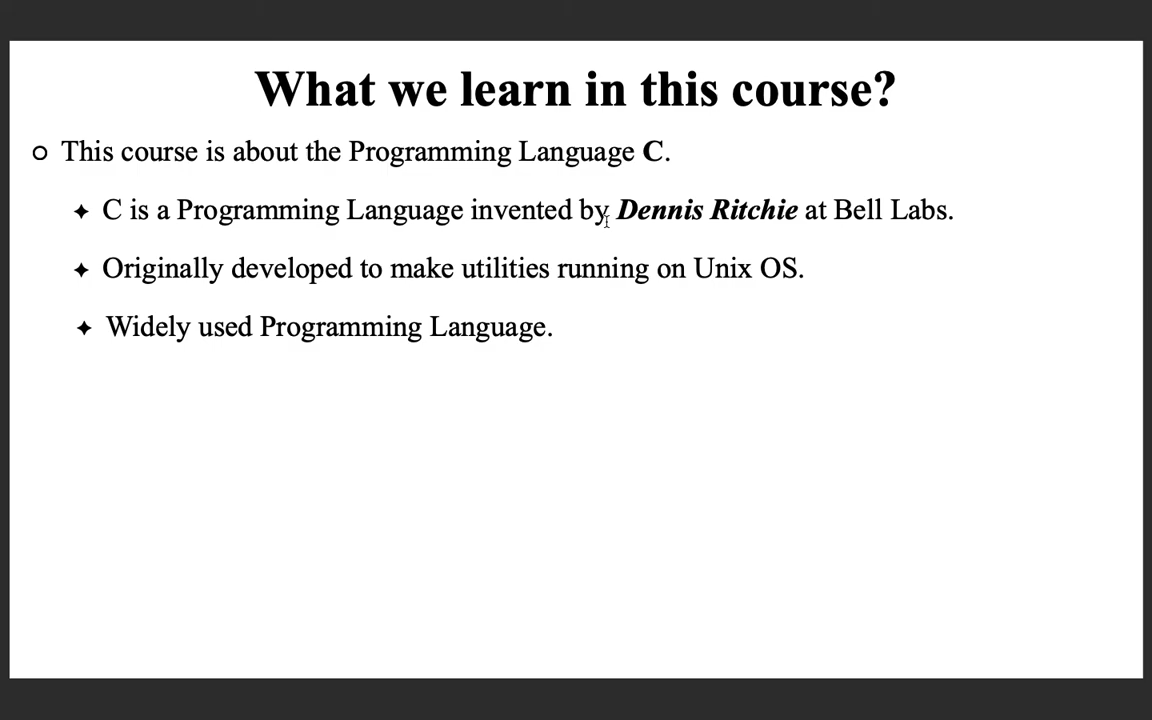 What we learn in this course?
This course is about the Programming Language C.
C is a Programming Language invented by Dennis Ritchie at Bell Labs.
Originally developed to make utilities running on Unix OS.
Widely used Programming Language.